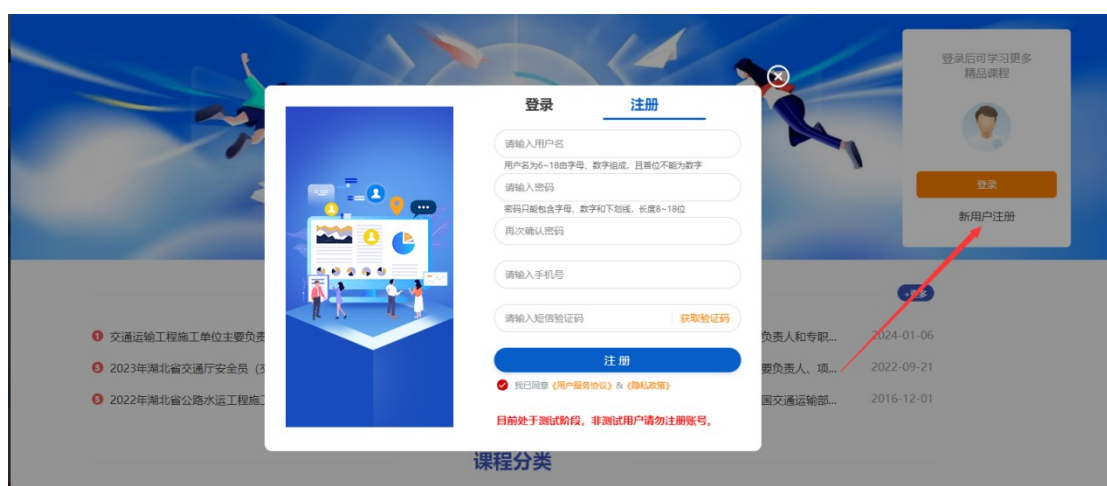 登录后可学习更多
精品课程
登录
新用户注册
登录 注册
请输入用户名
用户名为6~18由字母、数字组成，且首位不能为数字
请输入密码
密码只能包含字母、数字和下划线，长度8~18位
再次确认密码
请输入手机号
请输入短信验证码 获取验证码
注 册
我已同意《用户服务协议》&《隐私政策》
目前处于测试阶段，非测试用户请勿注册账号。
+更多
1 交通运输工程施工单位主要负责
负责人和专职... 2024-01-06
2023年湖北省交通厅安全员（
要负责人、项... 2022-09-21
2022年湖北省公路水运工程施
国交通运输部... 2016-12-01
课程分类